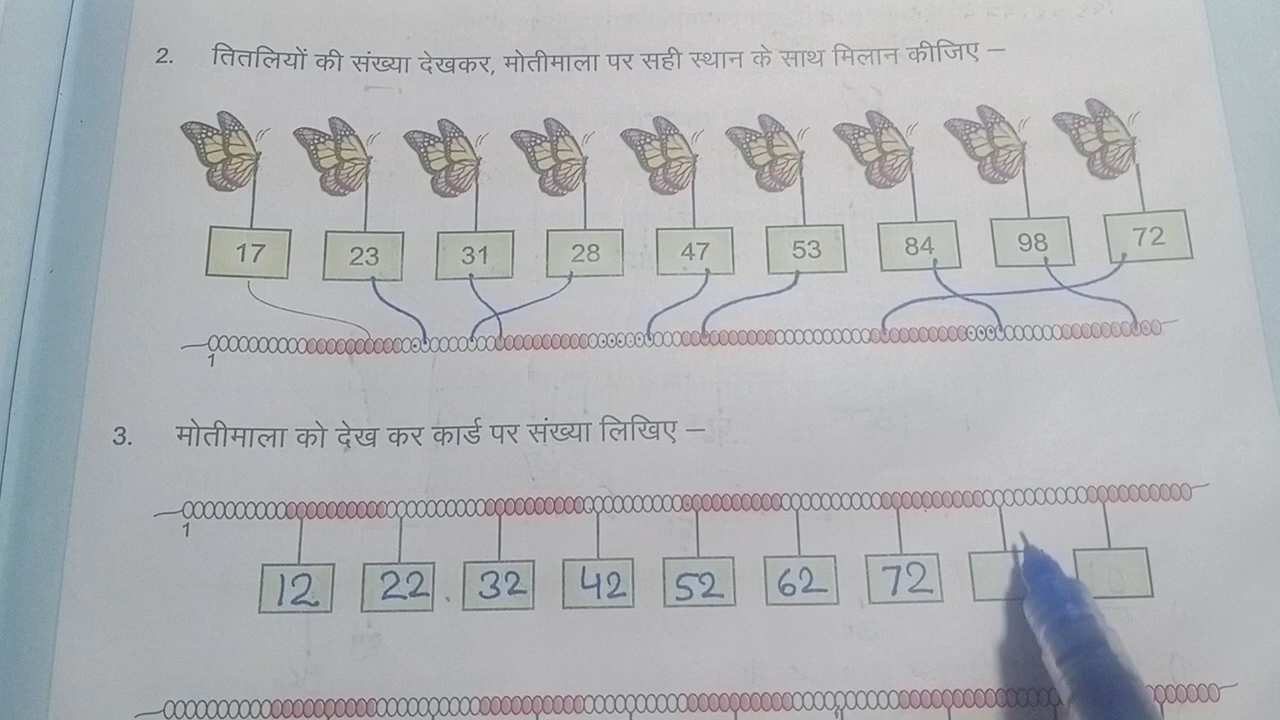 2. तितलियों की संख्या देखकर, मोतीमाला पर सही स्थान के साथ मिलान कीजिए –
17 23 31 28 47 53 84 98 72
1
3. मोतीमाला को देख कर कार्ड पर संख्या लिखिए –
1
12 22 32 42 52 62 72